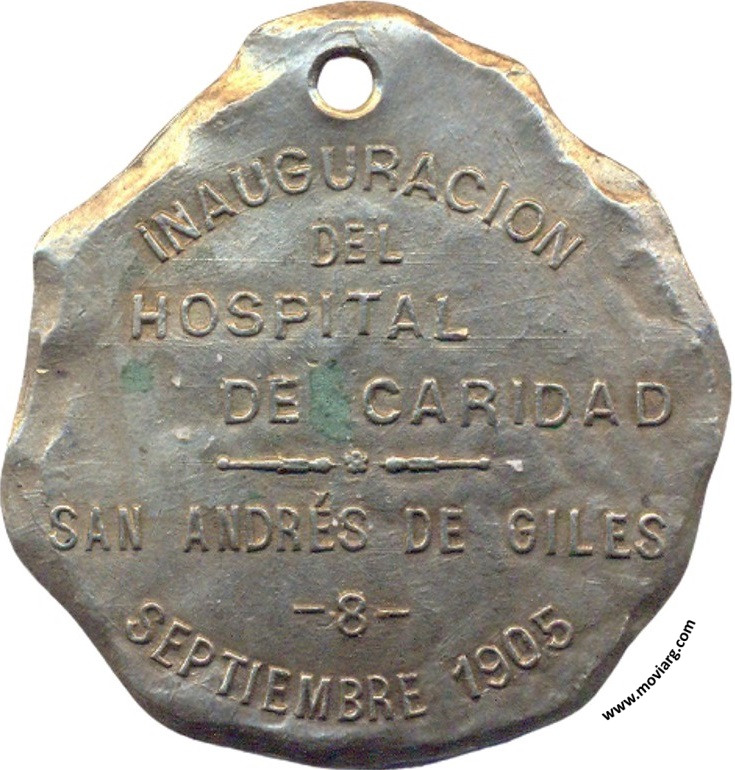 INAUGURACION
DEL
HOSPITAL
DE CARIDAD
SAN ANDRÉS DE GILES
-8-
SEPTIEMBRE 1905
www.moviarg.com